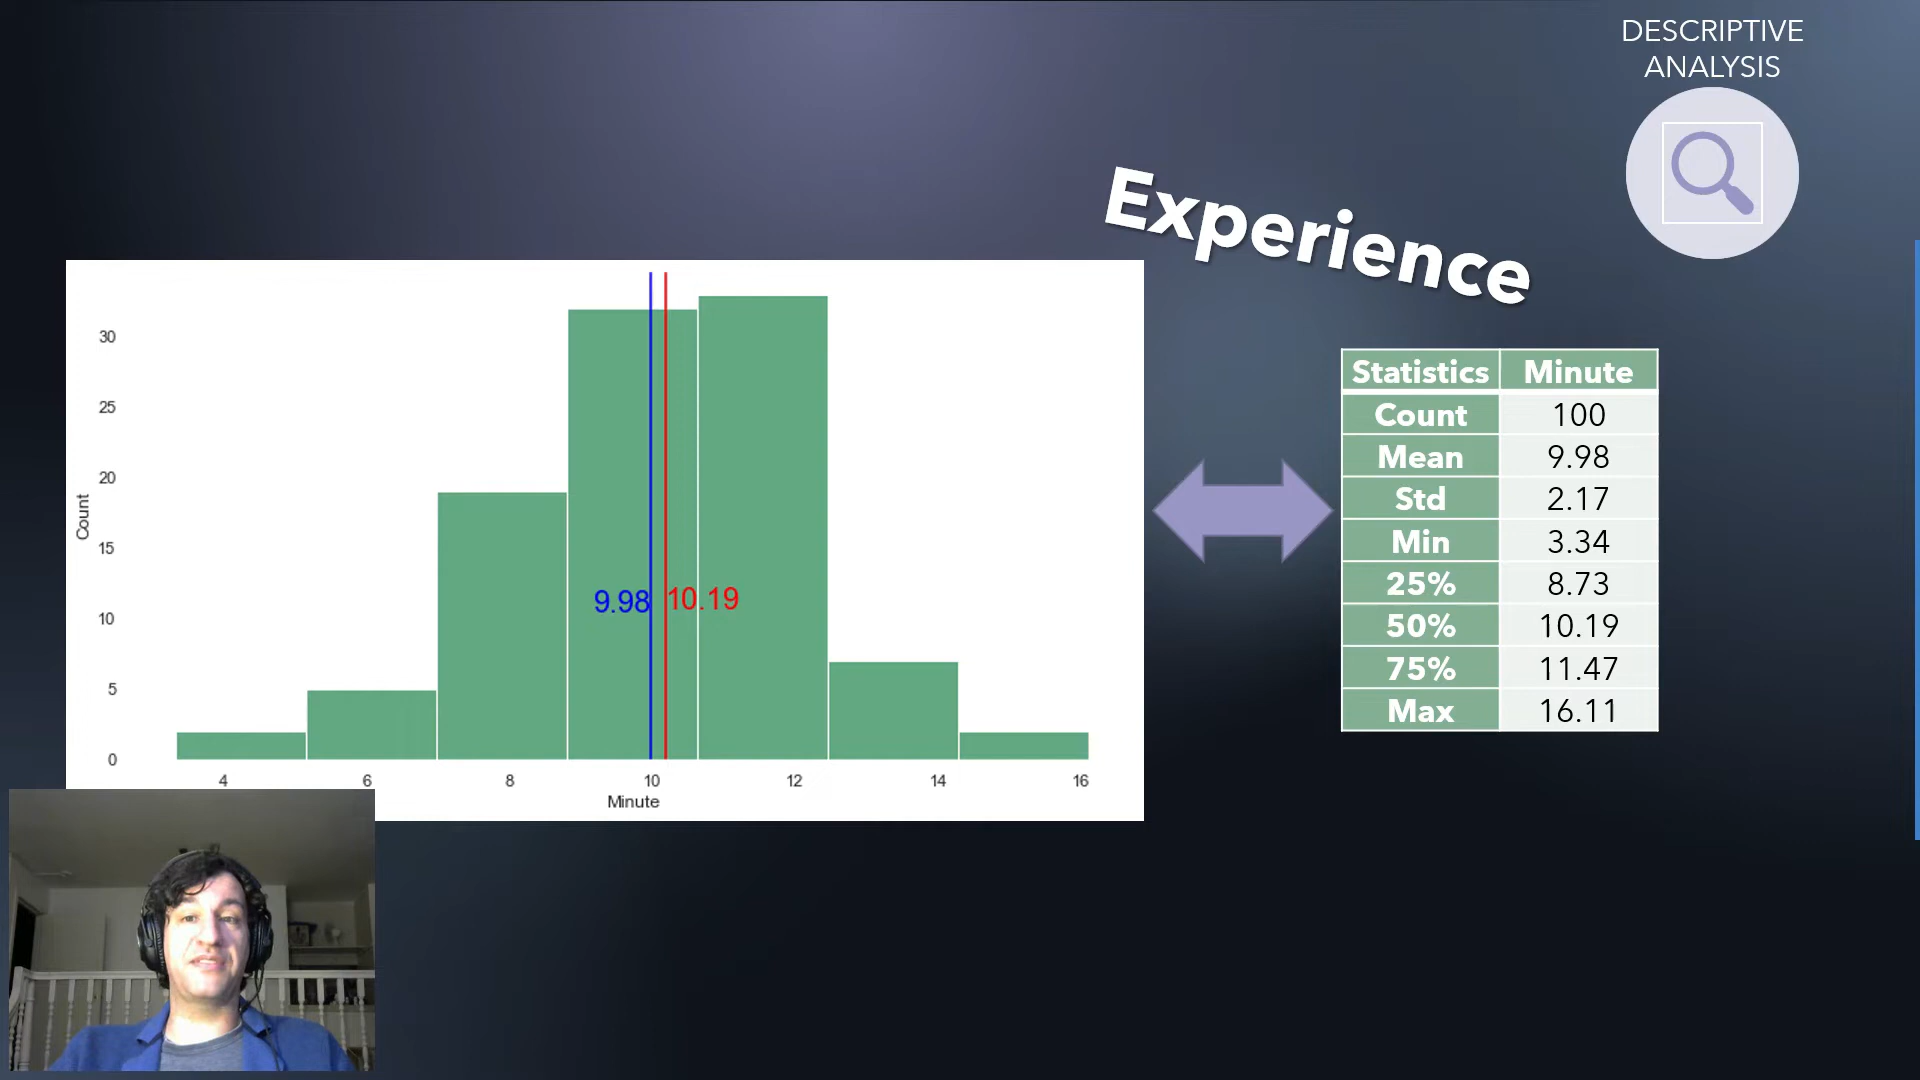 DESCRIPTIVE
ANALYSIS
Experience
30
25
20
15
10
5
0
Count
9.98
10.19
4 6 8 10 12 14 16
Minute
Statistics Minute
Count 100
Mean 9.98
Std 2.17
Min 3.34
25% 8.73
50% 10.19
75% 11.47
Max 16.11